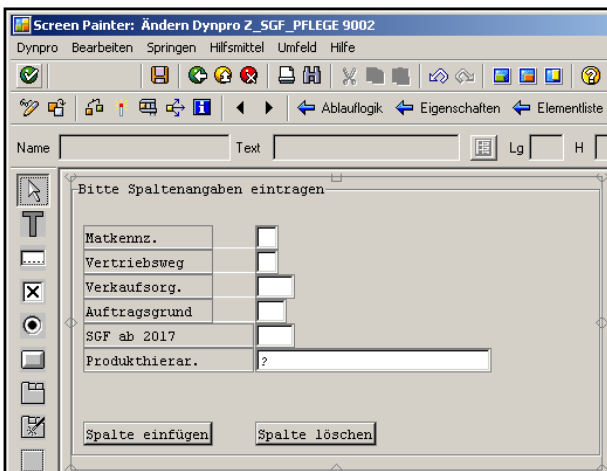 Screen Painter: Ändern Dynpro Z_SGF_PFLEGE 9002
Dynpro Bearbeiten Springen Hilfsmittel Umfeld Hilfe
Ablauflogik Eigenschaften Elementliste
Name Text Lg H
Bitte Spaltenangaben eintragen
Matkennz.
Vertriebsweg
Verkaufsorg.
Auftragsgrund
SGF ab 2017
Produkthierar. ?
Spalte einfügen Spalte löschen